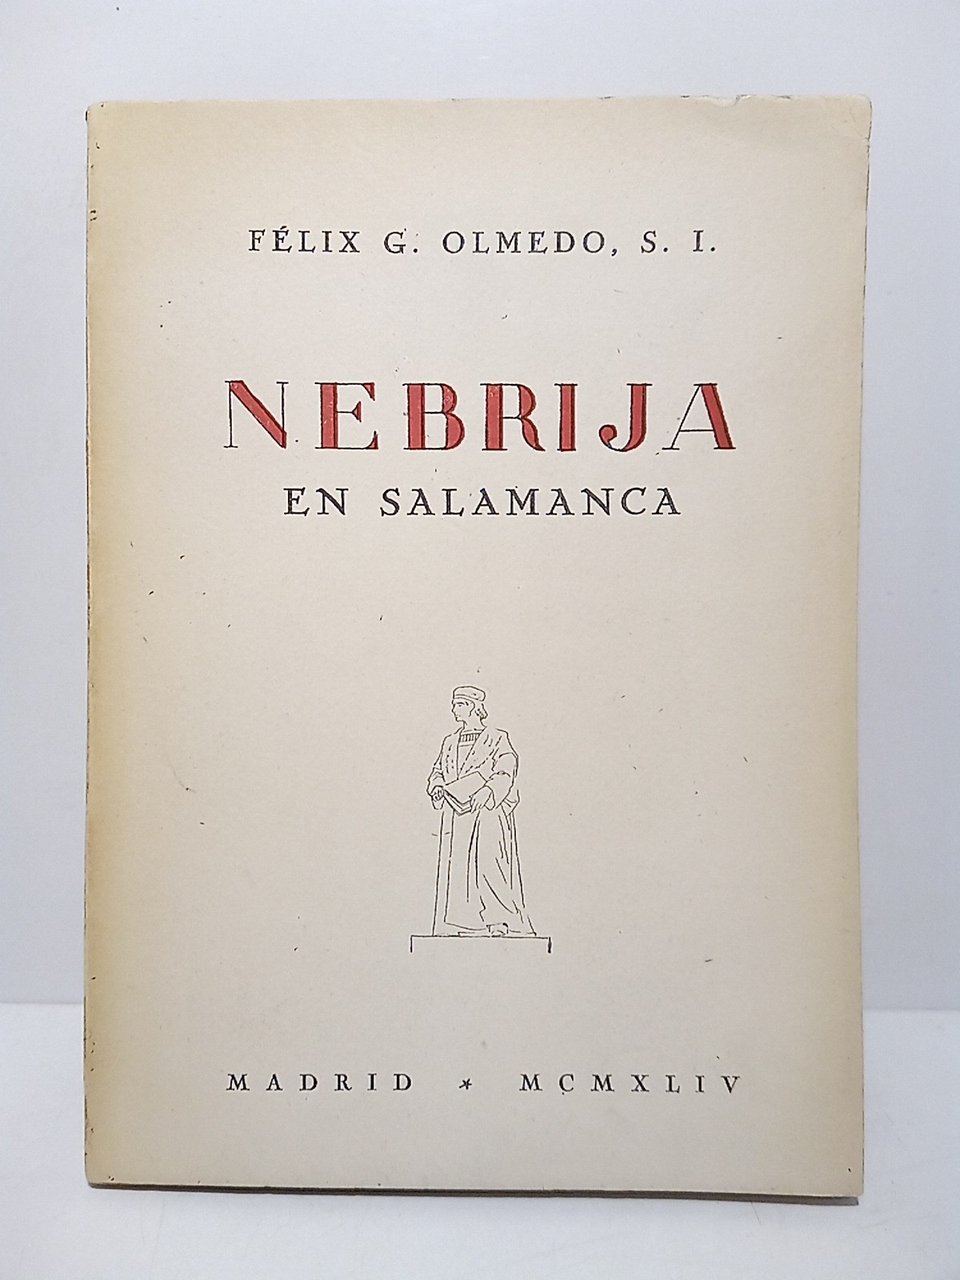 FÉLIX G. OLMEDO, S. I.
NEBRIJA
EN SALAMANCA
MADRID * MCMXLIV